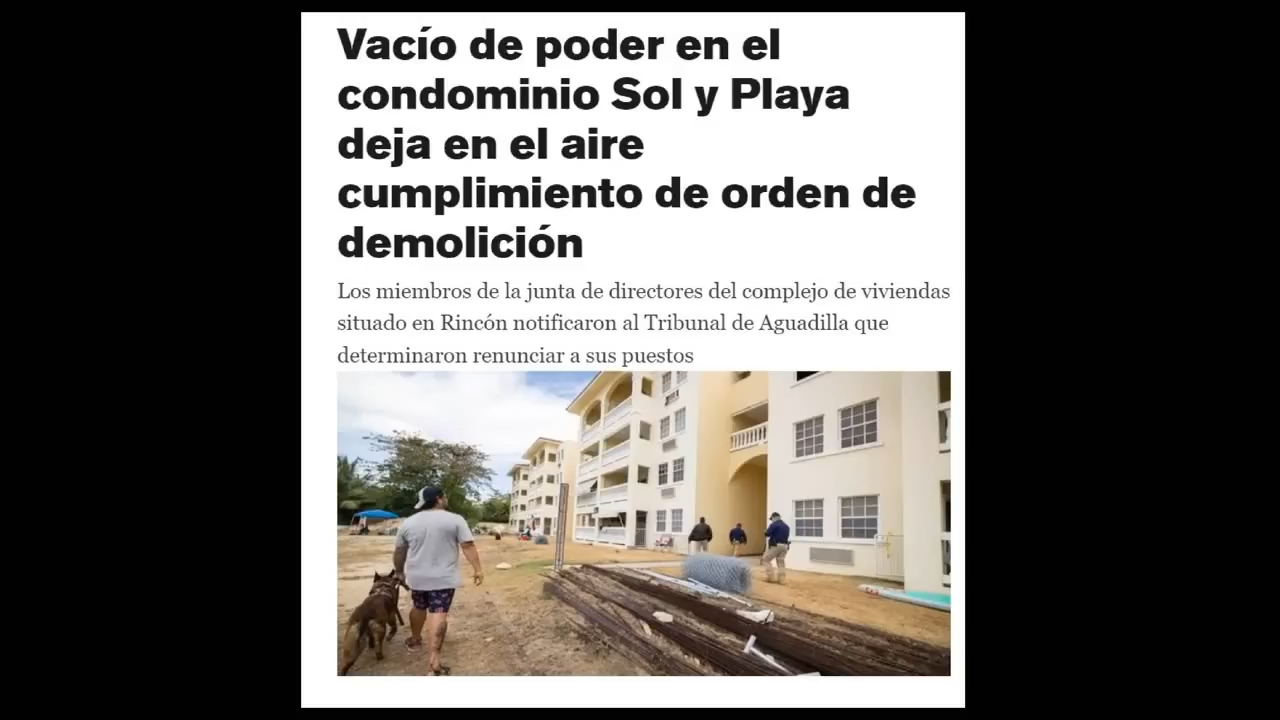 Vacío de poder en el
condominio Sol y Playa
deja en el aire
cumplimiento de orden de
demolición
Los miembros de la junta de directores del complejo de viviendas
situado en Rincón notificaron al Tribunal de Aguadilla que
determinaron renunciar a sus puestos